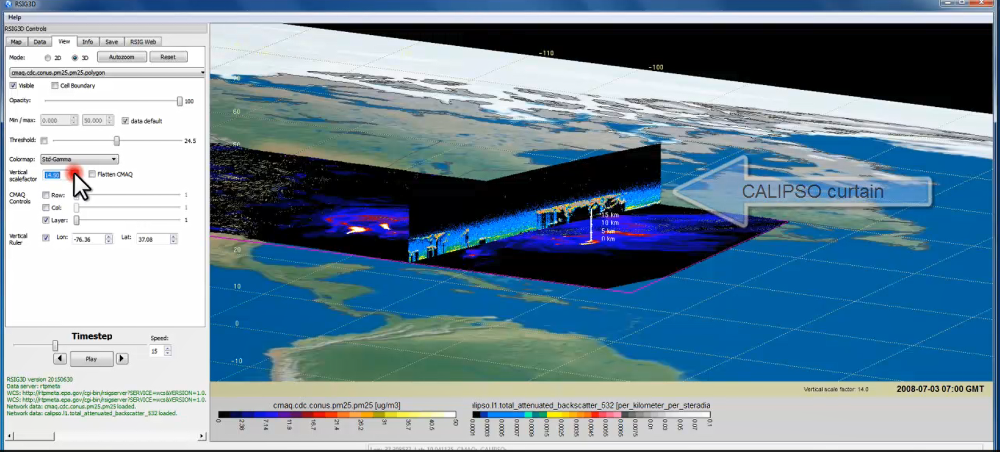 RSIG3D
Help
RSIG3D Controls
Map Data View Info Save RSIG Web
Mode: 2D 3D Autozoom Reset
cmaq.cdc.conus.pm25.pm25.polygon
Visible Cell Boundary
Opacity: 100
Min / max: 0.000 50.000 data default
Threshold: 24.5
Colormap: Std-Gamma
Vertical
scalefactor 14.50 Flatten CMAQ
CMAQ
Controls
Row: 1
Col: 1
Layer: 1
Vertical
Ruler
Lon: -76.36 Lat: 37.08
Timestep
Speed:
15
Play
RSIG3D version 20150630
Data server: rtpmeta
WCS: http://rtpmeta.epa.gov/cgi-bin/rsigserver?SERVICE=wcs&VERSION=1.0.
WCS: http://rtpmeta.epa.gov/cgi-bin/rsigserver?SERVICE=wcs&VERSION=1.0.
Network data: cmaq.cdc.conus.pm25.pm25 loaded.
Network data: calipso.l1.total_attenuated_backscatter_532 loaded.
-110
-100
70
60
50
20
10
0
-10
CALIPSO curtain
15 km
10 km
5 km
0 km
Vertical scale factor: 14.0
2008-07-03 07:00 GMT
cmaq.cdc.conus.pm25.pm25 [ug/m3]
0 2.38 7.14 11.9 16.7 21.4 26.2 31 35.7 40.5 50
lipso.l1.total_attenuated_backscatter_532 [per_kilometer_per_steradia
0.0001 0.0003 0.0005 0.0007 0.0009 0.0015 0.0025 0.0035 0.0045 0.0055 0.0065 0.0075 0.01 0.03 0.05 0.07 0.1